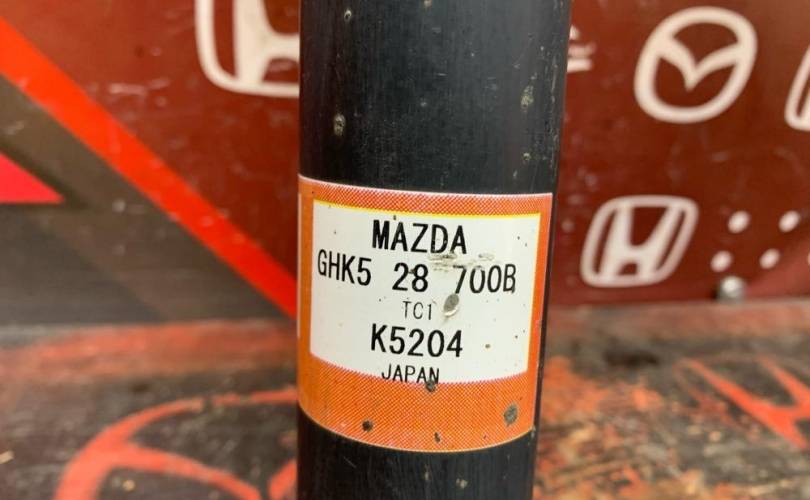 MAZDA
GHK5 28 700B
TC1
K5204
JAPAN